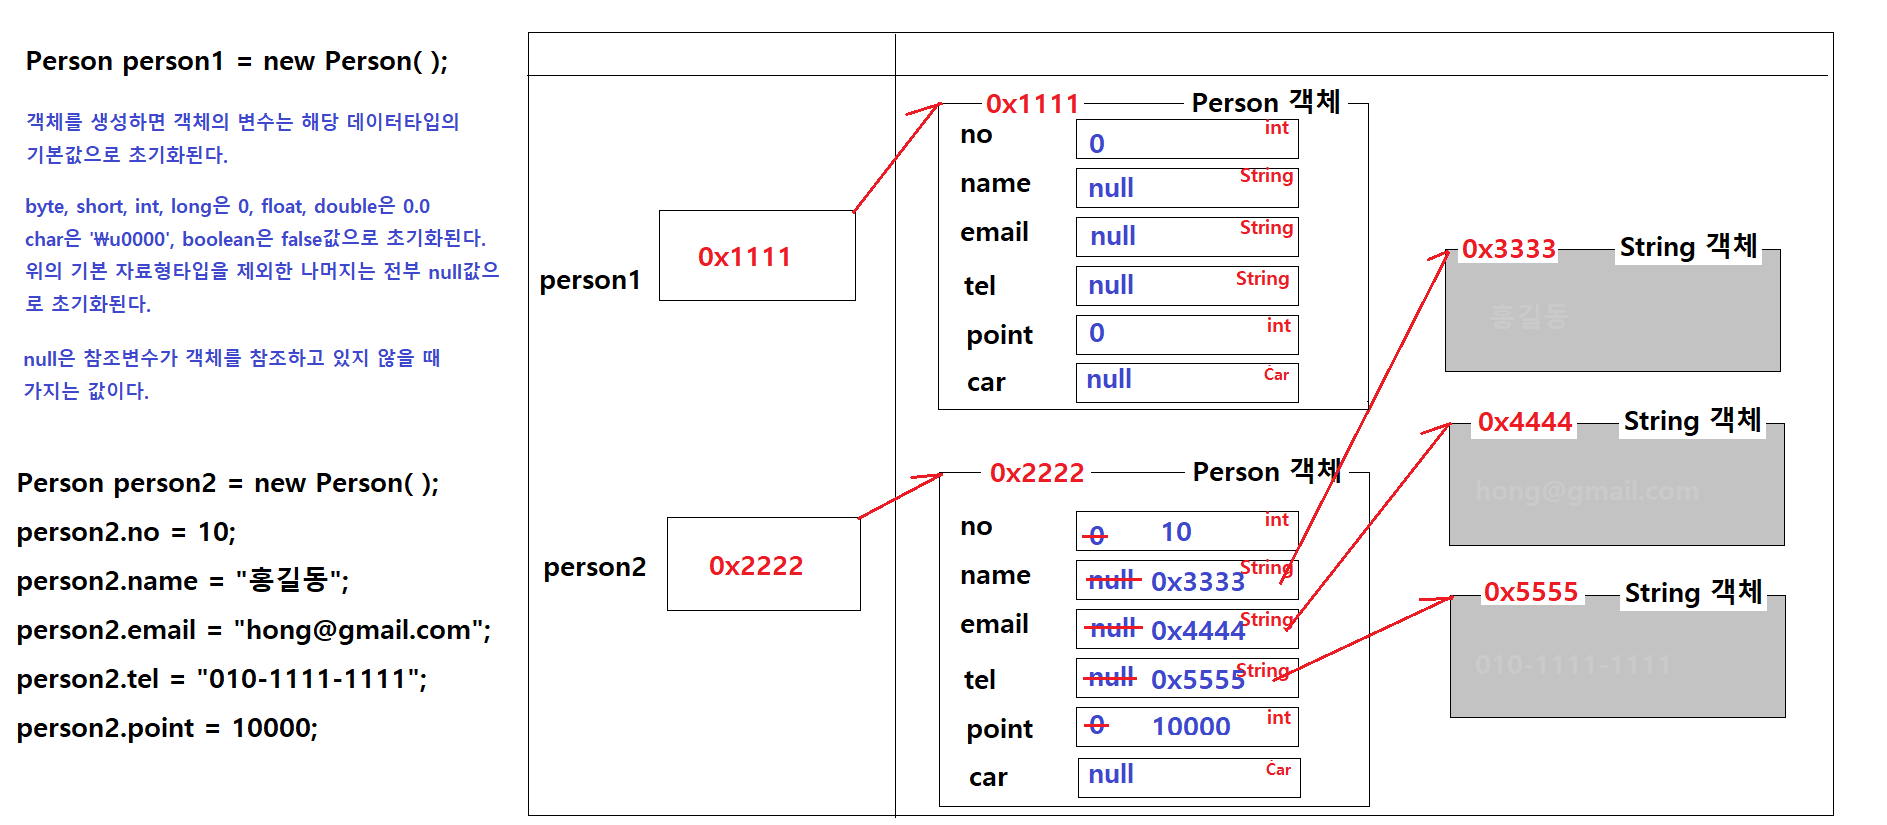 Person person1 = new Person( );
객체를 생성하면 객체의 변수는 해당 데이터타입의
기본값으로 초기화된다.
byte, short, int, long은 0, float, double은 0.0
char은 '₩u0000', boolean은 false값으로 초기화된다.
위의 기본 자료형타입을 제외한 나머지는 전부 null값으
로 초기화된다.
null은 참조변수가 객체를 참조하고 있지 않을 때
가지는 값이다.
Person person2 = new Person( );
person2.no = 10;
person2.name = "홍길동";
person2.email = "hong@gmail.com";
person2.tel = "010-1111-1111";
person2.point = 10000;
person1
0x1111
0x1111 Person 객체
no 0 int
name null String
email null String
tel null String
point 0 int
car null Car
person2
0x2222
0x2222 Person 객체
no 0 10 int
name null 0x3333 String
email null 0x4444 String
tel null 0x5555 String
point 0 10000 int
car null Car
0x3333 String 객체
홍길동
0x4444 String 객체
hong@gmail.com
0x5555 String 객체
010-1111-1111